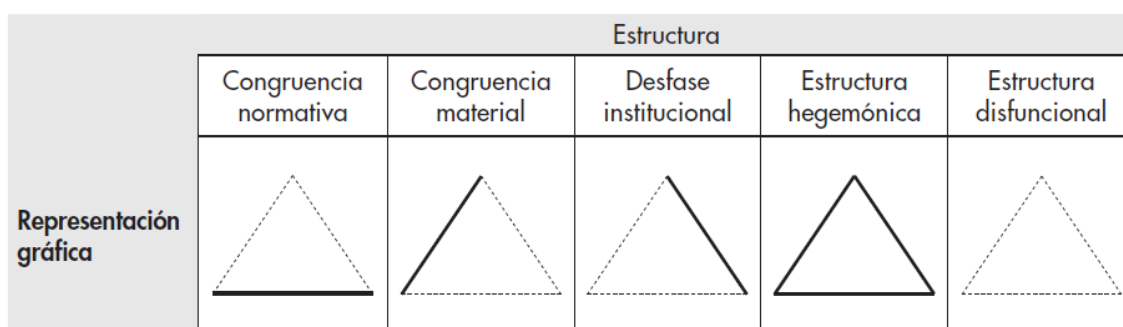 Estructura
Congruencia
normativa
Congruencia
material
Desfase
institucional
Estructura
hegemónica
Estructura
disfuncional
Representación
gráfica